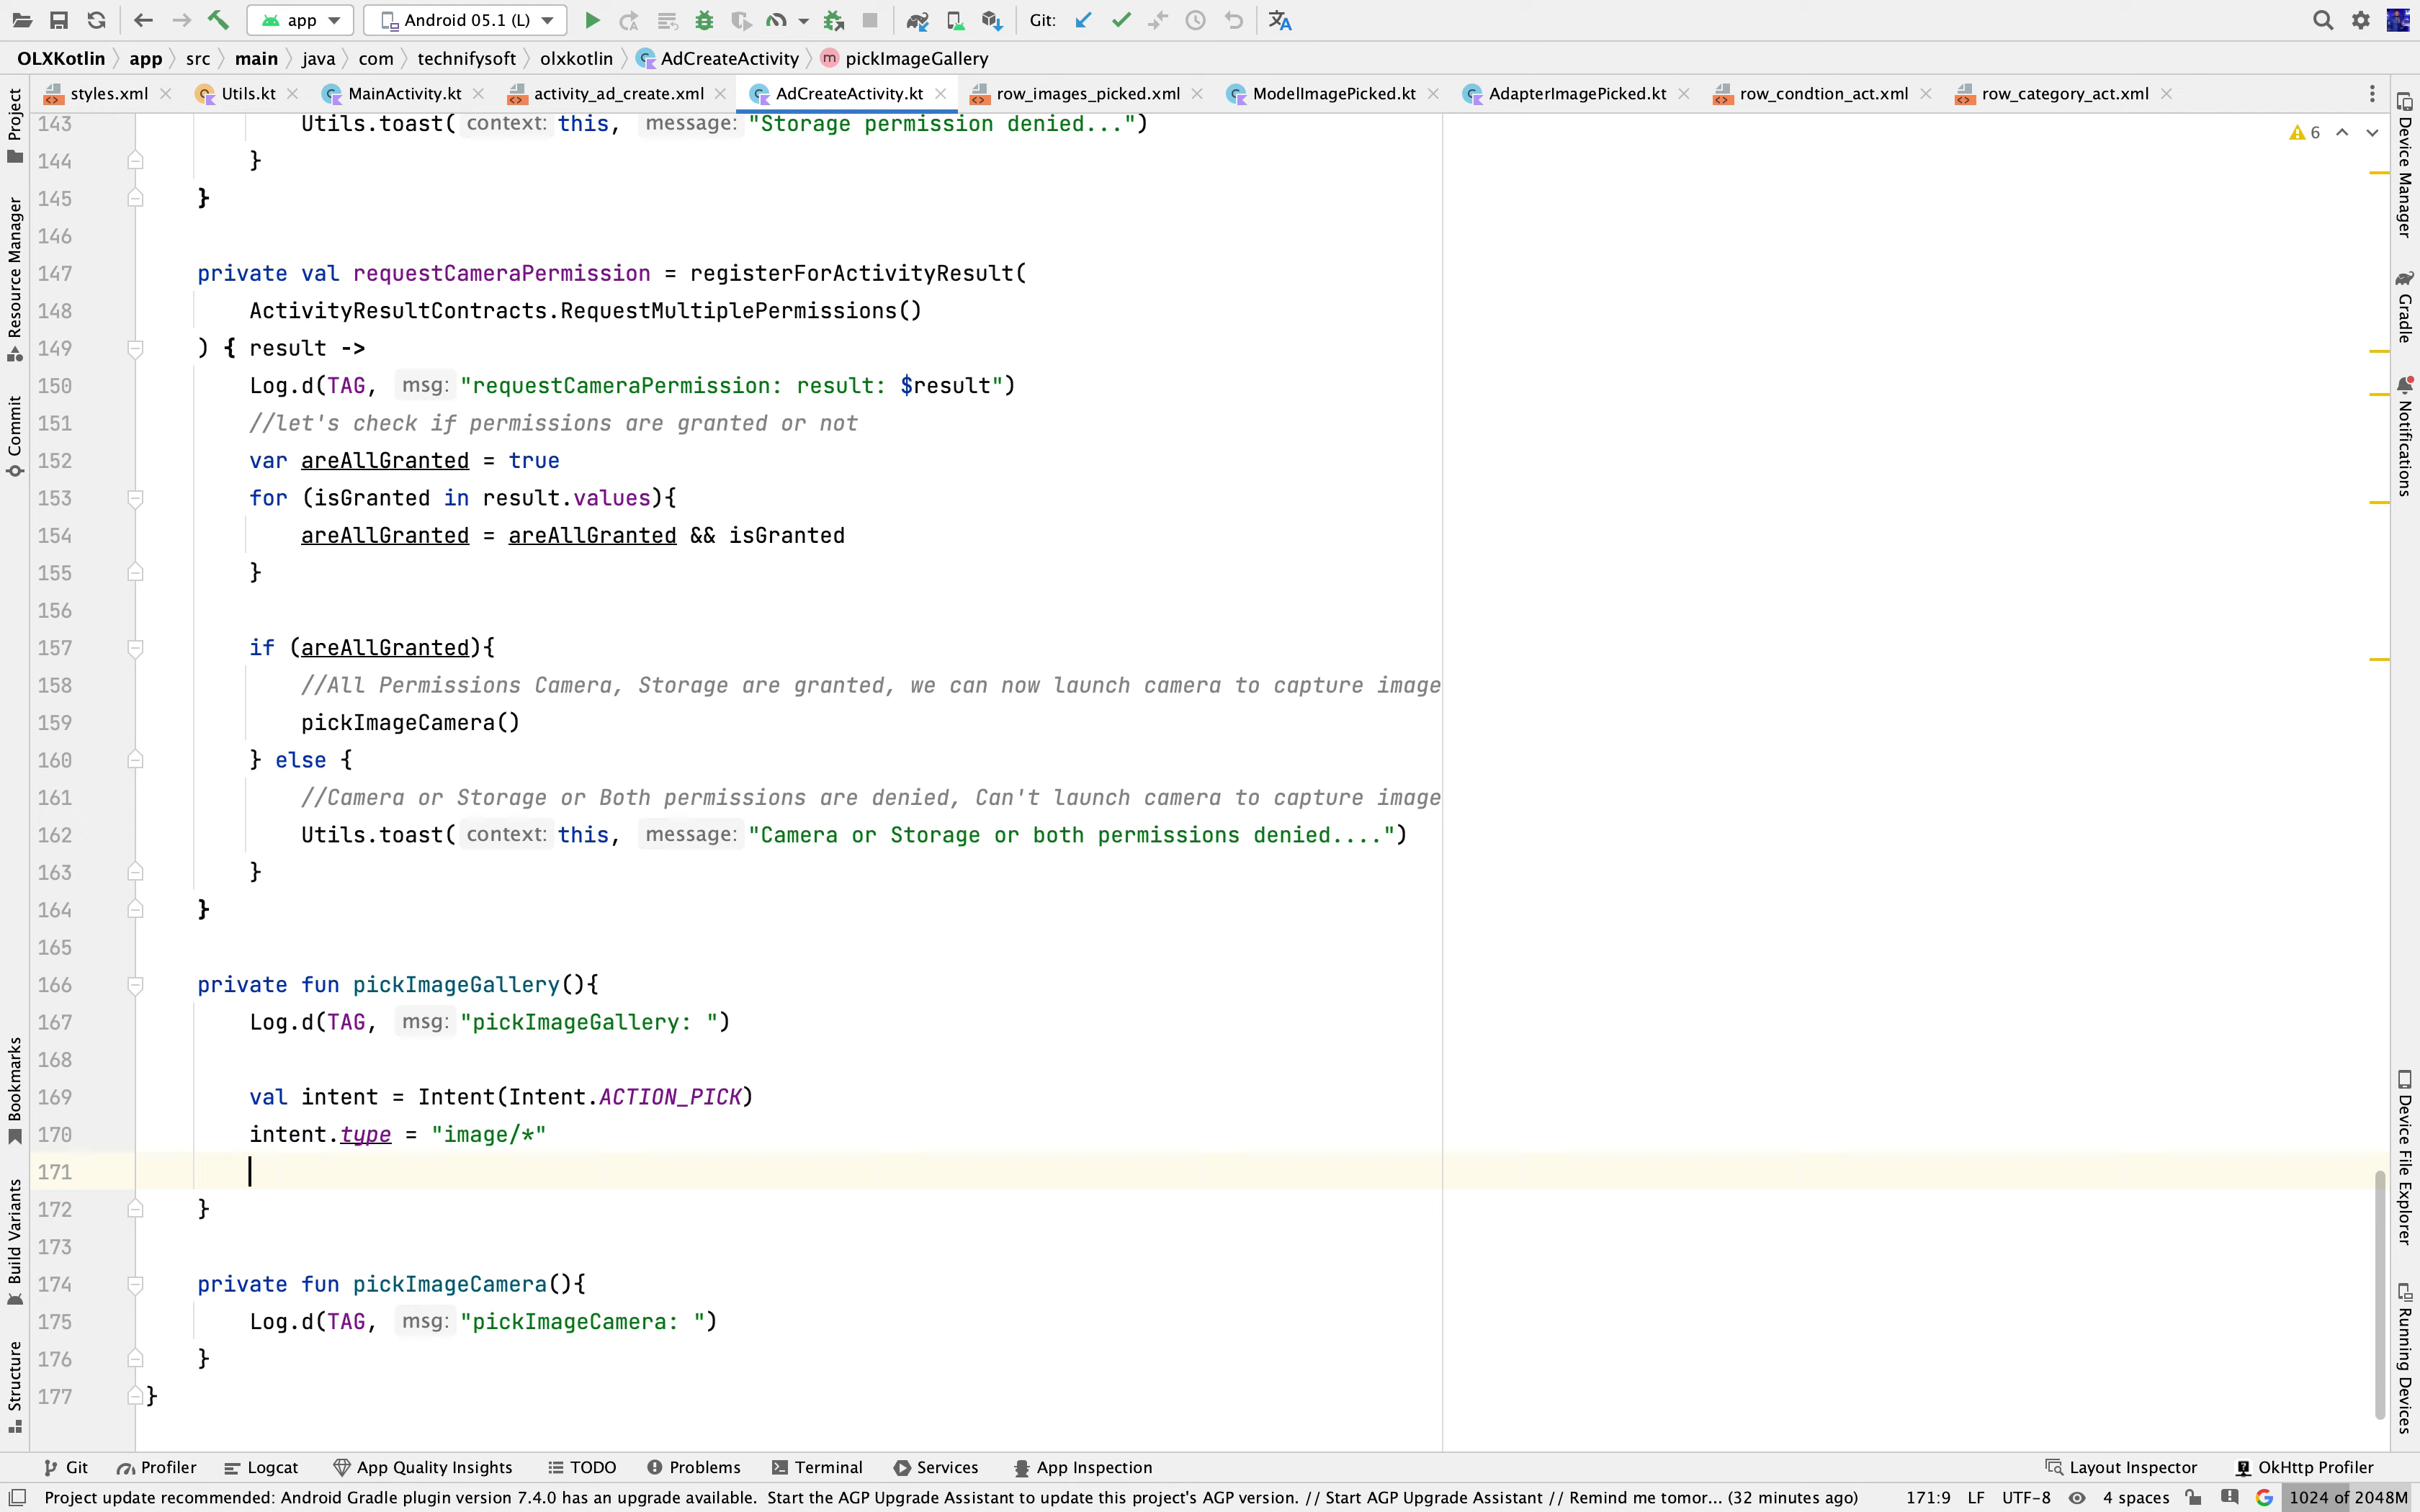 app
Android 05.1 (L)
Git:
OLXKotlin app src main java com technifysoft olxkotlin AdCreateActivity m pickImageGallery
styles.xml Utils.kt MainActivity.kt activity_ad_create.xml AdCreateActivity.kt row_images_picked.xml ModelImagePicked.kt AdapterImagePicked.kt row_condtion_act.xml row_category_act.xml
6
143 Utils.toast( context: this, message: "Storage permission denied...")
144 }
145 }
146
147 private val requestCameraPermission = registerForActivityResult(
148 ActivityResultContracts.RequestMultiplePermissions()
149 ) { result ->
150 Log.d(TAG, msg: "requestCameraPermission: result: $result")
151 //let's check if permissions are granted or not
152 var areAllGranted = true
153 for (isGranted in result.values){
154 areAllGranted = areAllGranted && isGranted
155 }
156
157 if (areAllGranted){
158 //All Permissions Camera, Storage are granted, we can now launch camera to capture image
159 pickImageCamera()
160 } else {
161 //Camera or Storage or Both permissions are denied, Can't launch camera to capture image
162 Utils.toast( context: this, message: "Camera or Storage or both permissions denied....")
163 }
164 }
165
166 private fun pickImageGallery(){
167 Log.d(TAG, msg: "pickImageGallery: ")
168
169 val intent = Intent(Intent.ACTION_PICK)
170 intent.type = "image/*"
171
172 }
173
174 private fun pickImageCamera(){
175 Log.d(TAG, msg: "pickImageCamera: ")
176 }
177 }
Project
Resource Manager
Commit
Bookmarks
Build Variants
Structure
Device Manager
Gradle
Notifications
Device File Explorer
Running Devices
Git Profiler Logcat App Quality Insights TODO Problems Terminal Services App Inspection Layout Inspector OkHttp Profiler
Project update recommended: Android Gradle plugin version 7.4.0 has an upgrade available. Start the AGP Upgrade Assistant to update this project's AGP version. // Start AGP Upgrade Assistant // Remind me tomor... (32 minutes ago) 171:9 LF UTF-8 4 spaces 1024 of 2048M